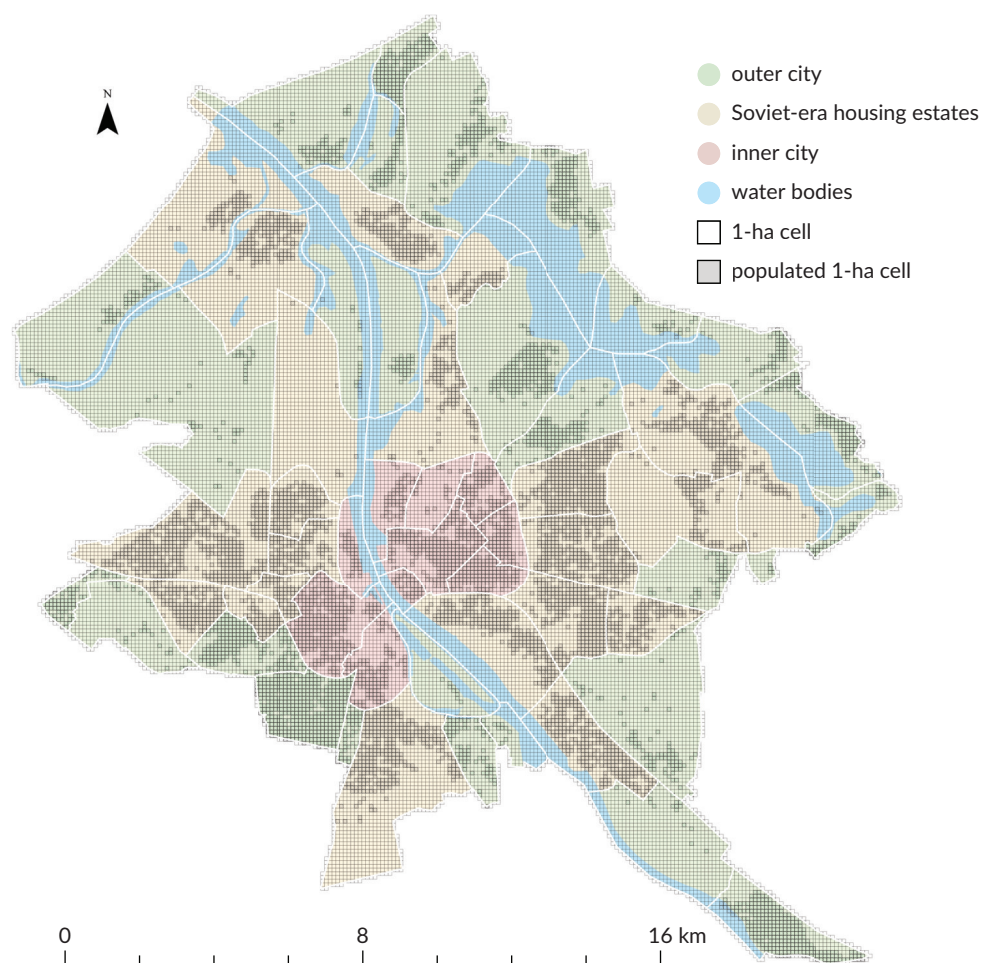 N
outer city
Soviet-era housing estates
inner city
water bodies
1-ha cell
populated 1-ha cell
0 8 16 km